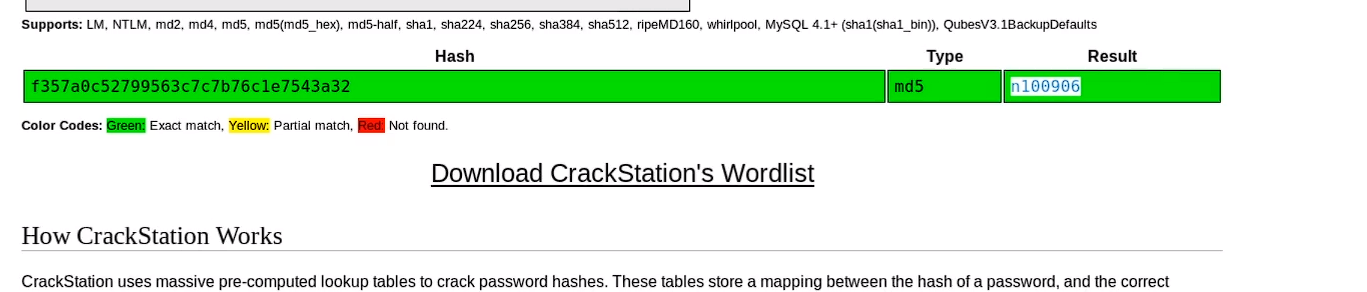 Supports: LM, NTLM, md2, md4, md5, md5(md5_hex), md5-half, sha1, sha224, sha256, sha384, sha512, ripeMD160, whirlpool, MySQL 4.1+ (sha1(sha1_bin)), QubesV3.1BackupDefaults
Hash Type Result
f357a0c52799563c7c7b76c1e7543a32 md5 n100906
Color Codes: Green: Exact match, Yellow: Partial match, Red: Not found.
Download CrackStation's Wordlist
How CrackStation Works
CrackStation uses massive pre-computed lookup tables to crack password hashes. These tables store a mapping between the hash of a password, and the correct